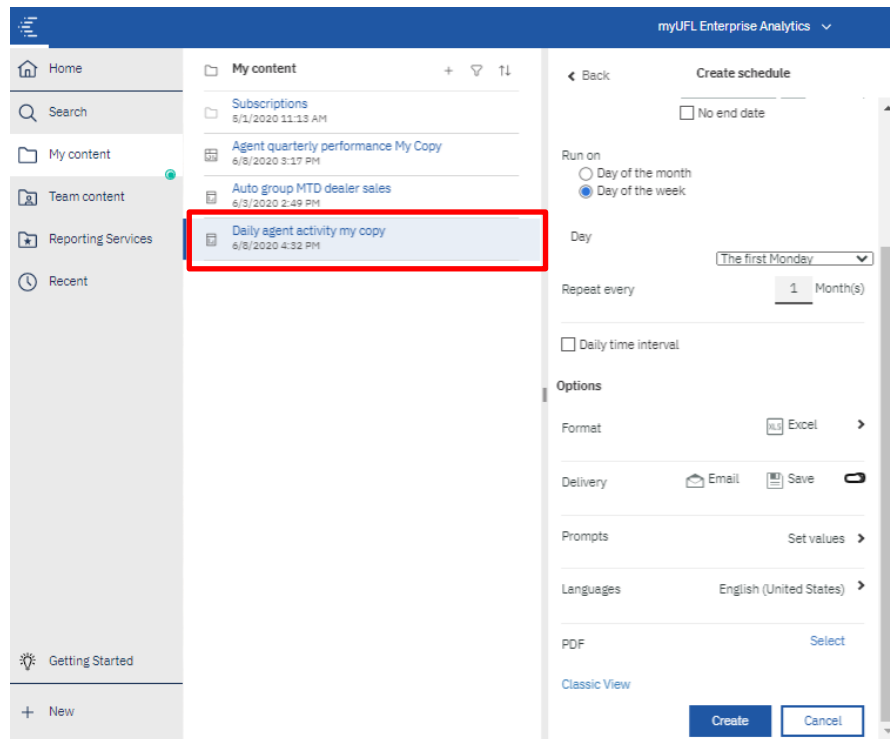 myUFL Enterprise Analytics
Home
Search
My content
Team content
Reporting Services
Recent
Getting Started
New
My content
Subscriptions
5/1/2020 11:13 AM
Agent quarterly performance My Copy
6/8/2020 3:17 PM
Auto group MTD dealer sales
6/3/2020 2:49 PM
Daily agent activity my copy
6/8/2020 4:32 PM
Back
Create schedule
No end date
Run on
Day of the month
Day of the week
Day
The first Monday
Repeat every 1 Month(s)
Daily time interval
Options
Format XLS Excel
Delivery Email Save
Prompts Set values
Languages English (United States)
PDF Select
Classic View
Create Cancel